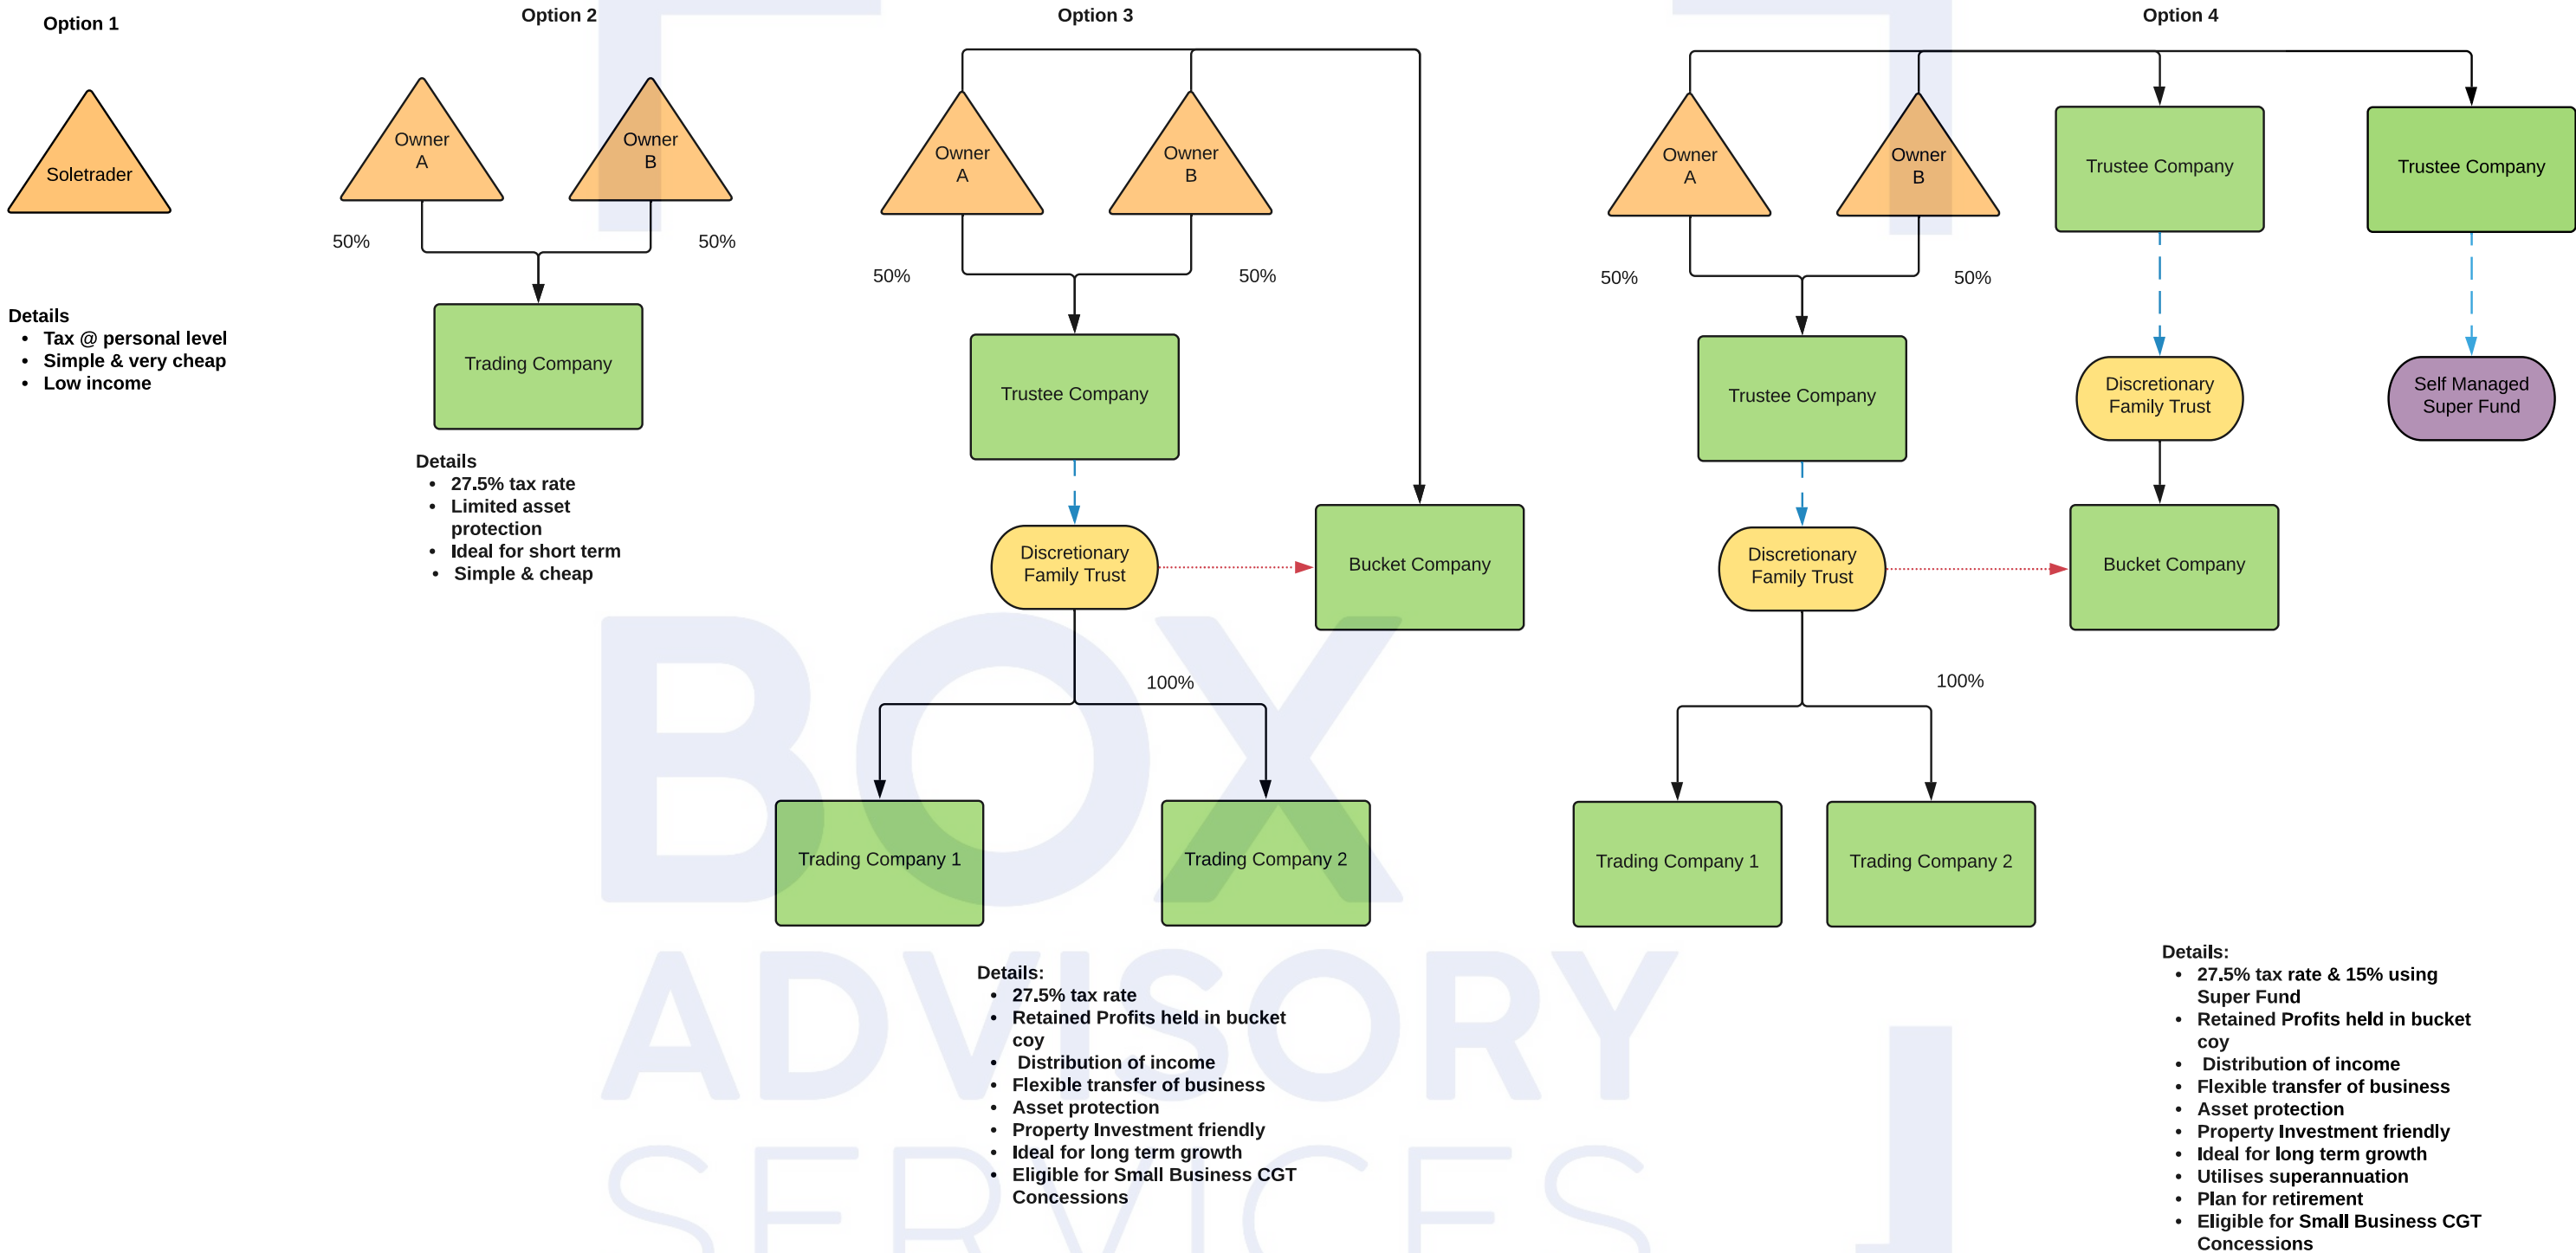 Option 1
Soletrader
Details
• Tax @ personal level
• Simple & very cheap
• Low income
Option 2
Owner
A
Owner
B
50%
50%
Trading Company
Details
• 27.5% tax rate
• Limited asset
protection
• Ideal for short term
• Simple & cheap
Option 3
Owner
A
Owner
B
50%
50%
Trustee Company
Discretionary
Family Trust
Bucket Company
100%
Trading Company 1
Trading Company 2
Details:
• 27.5% tax rate
• Retained Profits held in bucket
coy
• Distribution of income
• Flexible transfer of business
• Asset protection
• Property Investment friendly
• Ideal for long term growth
• Eligible for Small Business CGT
Concessions
Option 4
Owner
A
Owner
B
Trustee Company
Trustee Company
50%
50%
Trustee Company
Discretionary
Family Trust
Self Managed
Super Fund
Discretionary
Family Trust
Bucket Company
100%
Trading Company 1
Trading Company 2
Details:
• 27.5% tax rate & 15% using
Super Fund
• Retained Profits held in bucket
coy
• Distribution of income
• Flexible transfer of business
• Asset protection
• Property Investment friendly
• Ideal for long term growth
• Utilises superannuation
• Plan for retirement
• Eligible for Small Business CGT
Concessions
BOX
ADVISORY
SERVICES